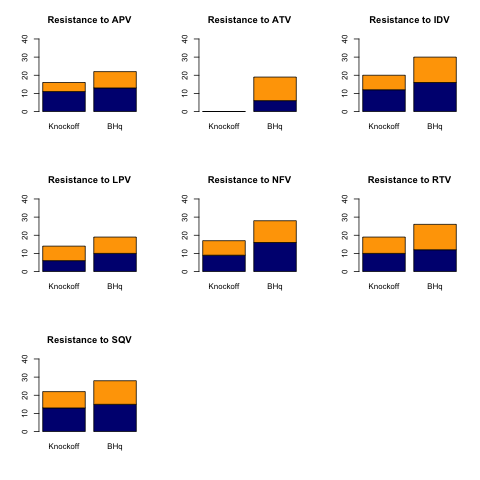 Resistance to APV
Resistance to ATV
Resistance to IDV
0 10 20 30 40
Knockoff BHq
0 10 20 30 40
Knockoff BHq
0 10 20 30 40
Knockoff BHq
Resistance to LPV
Resistance to NFV
Resistance to RTV
0 10 20 30 40
Knockoff BHq
0 10 20 30 40
Knockoff BHq
0 10 20 30 40
Knockoff BHq
Resistance to SQV
0 10 20 30 40
Knockoff BHq